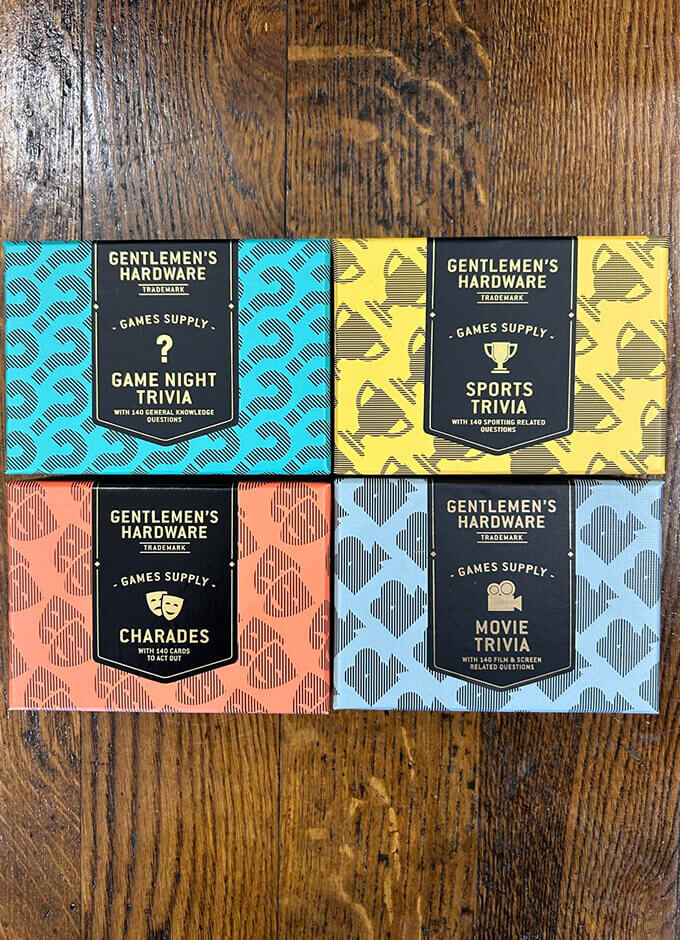 GENTLEMEN'S
HARDWARE
TRADEMARK
- GAMES SUPPLY -
?
GAME NIGHT
TRIVIA
WITH 140 GENERAL KNOWLEDGE
QUESTIONS
GENTLEMEN'S
HARDWARE
TRADEMARK
- GAMES SUPPLY -
SPORTS
TRIVIA
WITH 140 SPORTING RELATED
QUESTIONS
GENTLEMEN'S
HARDWARE
TRADEMARK
- GAMES SUPPLY -
CHARADES
WITH 140 CARDS
TO ACT OUT
GENTLEMEN'S
HARDWARE
TRADEMARK
- GAMES SUPPLY -
MOVIE
TRIVIA
WITH 140 FILM & SCREEN
RELATED QUESTIONS